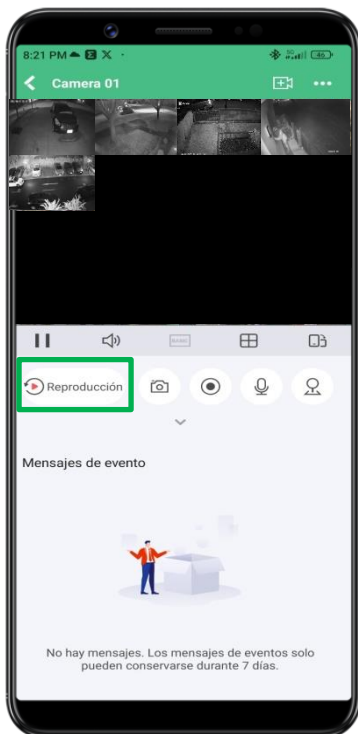 8:21 PM
Camera 01
Reproducción
Mensajes de evento
No hay mensajes. Los mensajes de eventos solo
pueden conservarse durante 7 días.